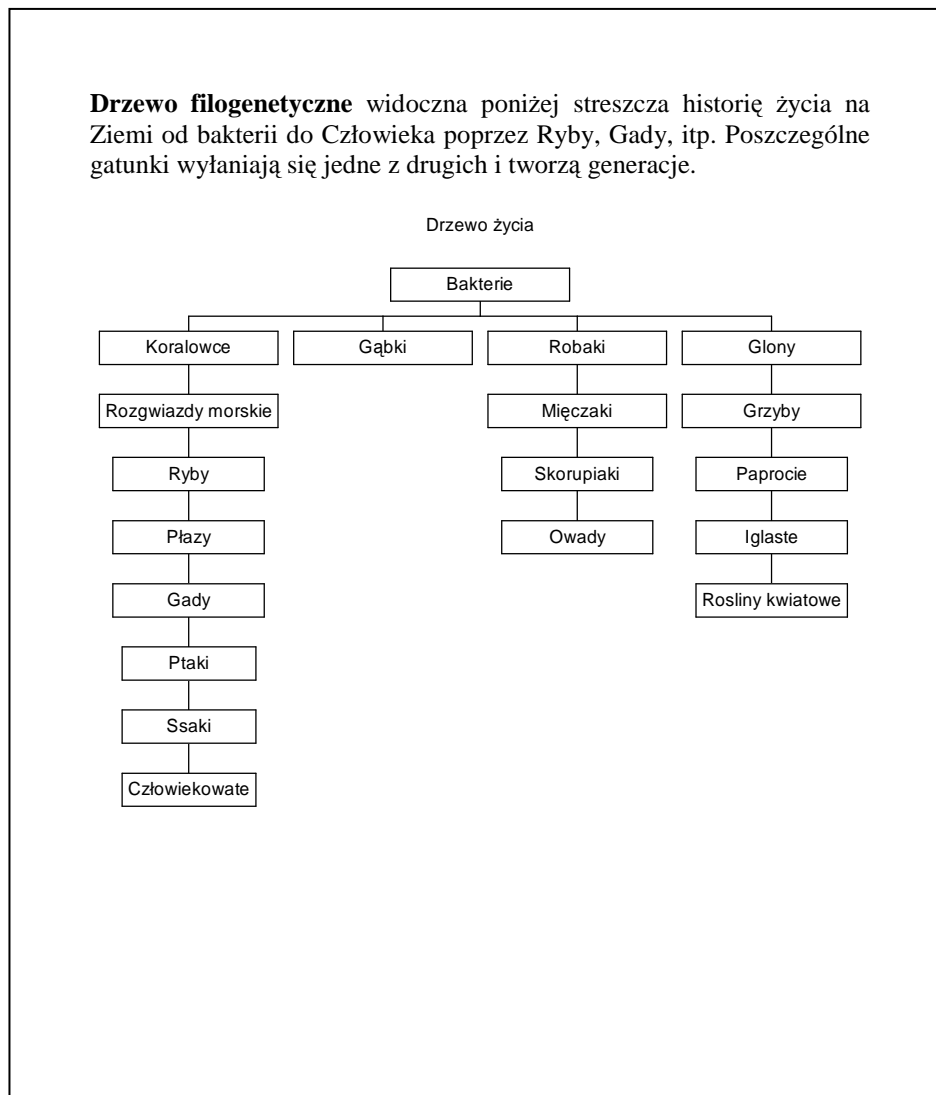 Drzewo filogenetyczne widoczna poniżej streszcza historię życia na
Ziemi od bakterii do Człowieka poprzez Ryby, Gady, itp. Poszczególne
gatunki wyłaniają się jedne z drugich i tworzą generacje.
Drzewo życia
Bakterie
Koralowce
Gąbki
Robaki
Glony
Rozgwiazdy morskie
Mięczaki
Grzyby
Ryby
Skorupiaki
Paprocie
Płazy
Owady
Iglaste
Gady
Rosliny kwiatowe
Ptaki
Ssaki
Człowiekowate